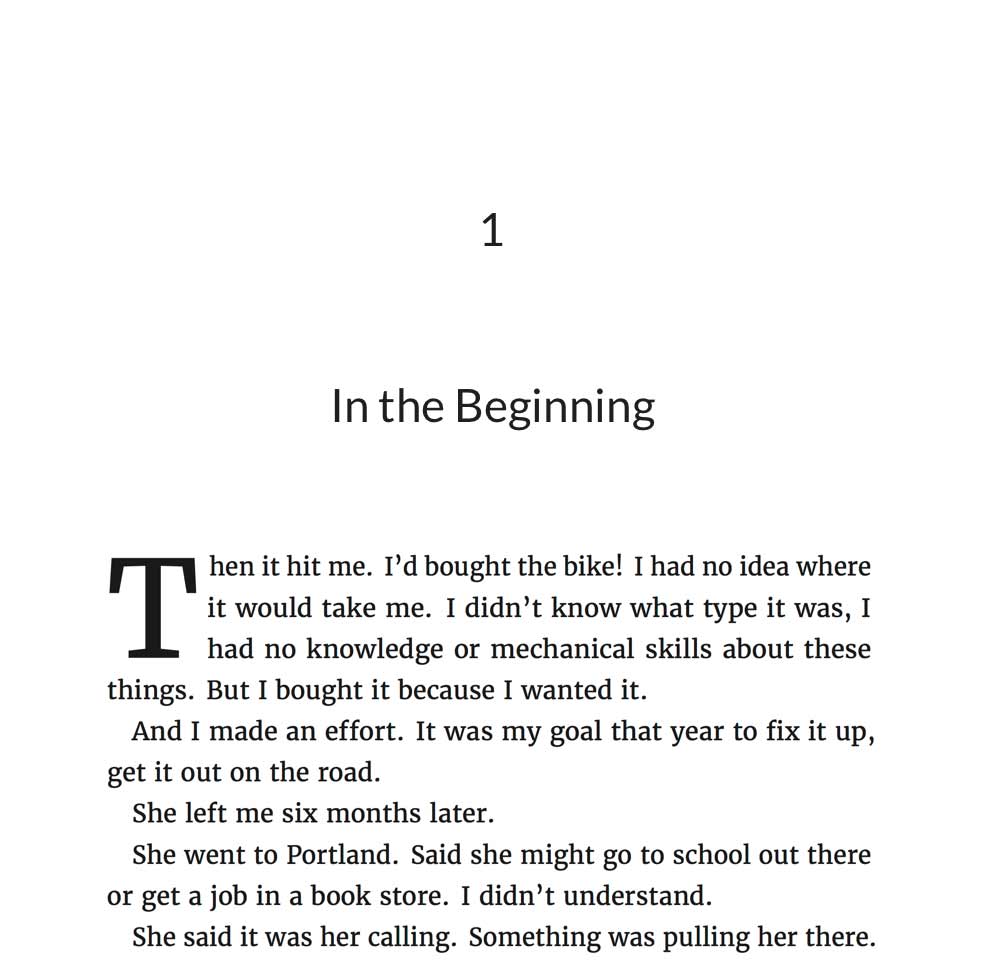 1
In the Beginning
Then it hit me. I’d bought the bike! I had no idea where
it would take me. I didn’t know what type it was, I
had no knowledge or mechanical skills about these
things. But I bought it because I wanted it.
And I made an effort. It was my goal that year to fix it up,
get it out on the road.
She left me six months later.
She went to Portland. Said she might go to school out there
or get a job in a book store. I didn’t understand.
She said it was her calling. Something was pulling her there.